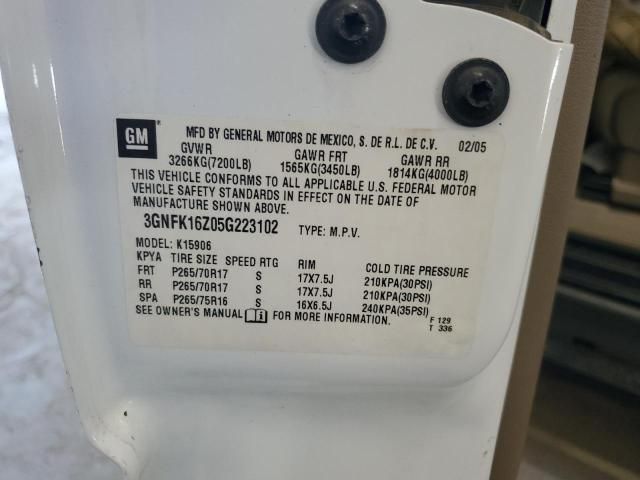 GM
MFD BY GENERAL MOTORS DE MEXICO, S. DE R.L. DE C.V. 02/05
GVWR GAWR FRT GAWR RR
3266KG(7200LB) 1565KG(3450LB) 1814KG(4000LB)
THIS VEHICLE CONFORMS TO ALL APPLICABLE U.S. FEDERAL MOTOR
VEHICLE SAFETY STANDARDS IN EFFECT ON THE DATE OF
MANUFACTURE SHOWN ABOVE.
3GNFK16Z05G223102 TYPE: M.P.V.
MODEL: K15906
KPYA TIRE SIZE SPEED RTG RIM COLD TIRE PRESSURE
FRT P265/70R17 S 17X7.5J 210KPA(30PSI)
RR P265/70R17 S 17X7.5J 210KPA(30PSI)
SPA P265/75R16 S 16X6.5J 240KPA(35PSI)
SEE OWNER'S MANUAL FOR MORE INFORMATION. F 129
T 336